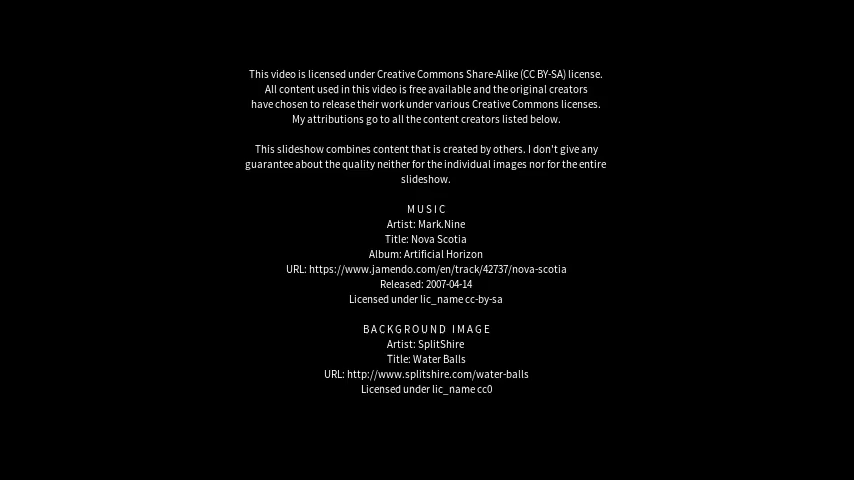 This video is licensed under Creative Commons Share-Alike (CC BY-SA) license.
All content used in this video is free available and the original creators
have chosen to release their work under various Creative Commons licenses.
My attributions go to all the content creators listed below.
This slideshow combines content that is created by others. I don't give any
guarantee about the quality neither for the individual images nor for the entire
slideshow.
MUSIC
Artist: Mark.Nine
Title: Nova Scotia
Album: Artificial Horizon
URL: https://www.jamendo.com/en/track/42737/nova-scotia
Released: 2007-04-14
Licensed under lic_name cc-by-sa
BACKGROUND IMAGE
Artist: SplitShire
Title: Water Balls
URL: http://www.splitshire.com/water-balls
Licensed under lic_name cc0